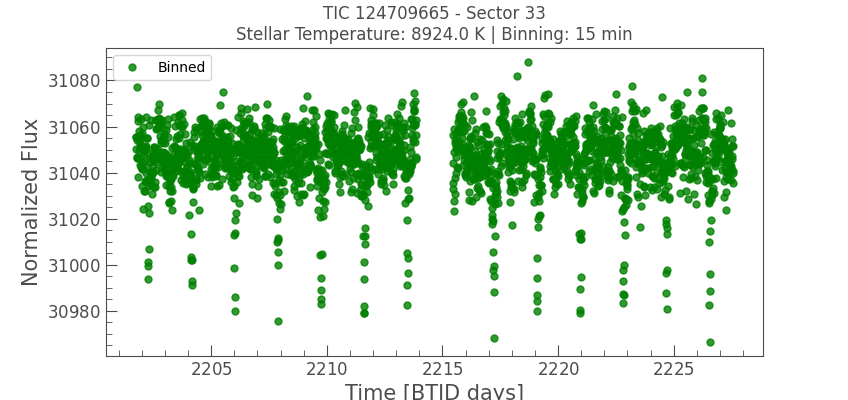 TIC 124709665 - Sector 33
Stellar Temperature: 8924.0 K | Binning: 15 min
Binned
31080
31060
31040
31020
31000
30980
Normalized Flux
2205
2210
2215
2220
2225
Time [BTJD days]